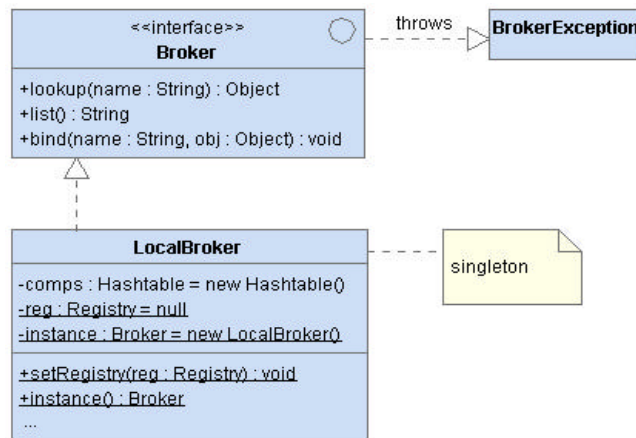 <<interface>>
Broker
throws
BrokerException
+lookup(name : String) : Object
+list() : String
+bind(name : String, obj : Object) : void
LocalBroker
-comps : Hashtable = new Hashtable()
-reg : Registry = null
-instance : Broker = new LocalBroker()
+setRegistry(reg : Registry) : void
+instance() : Broker
...
singleton